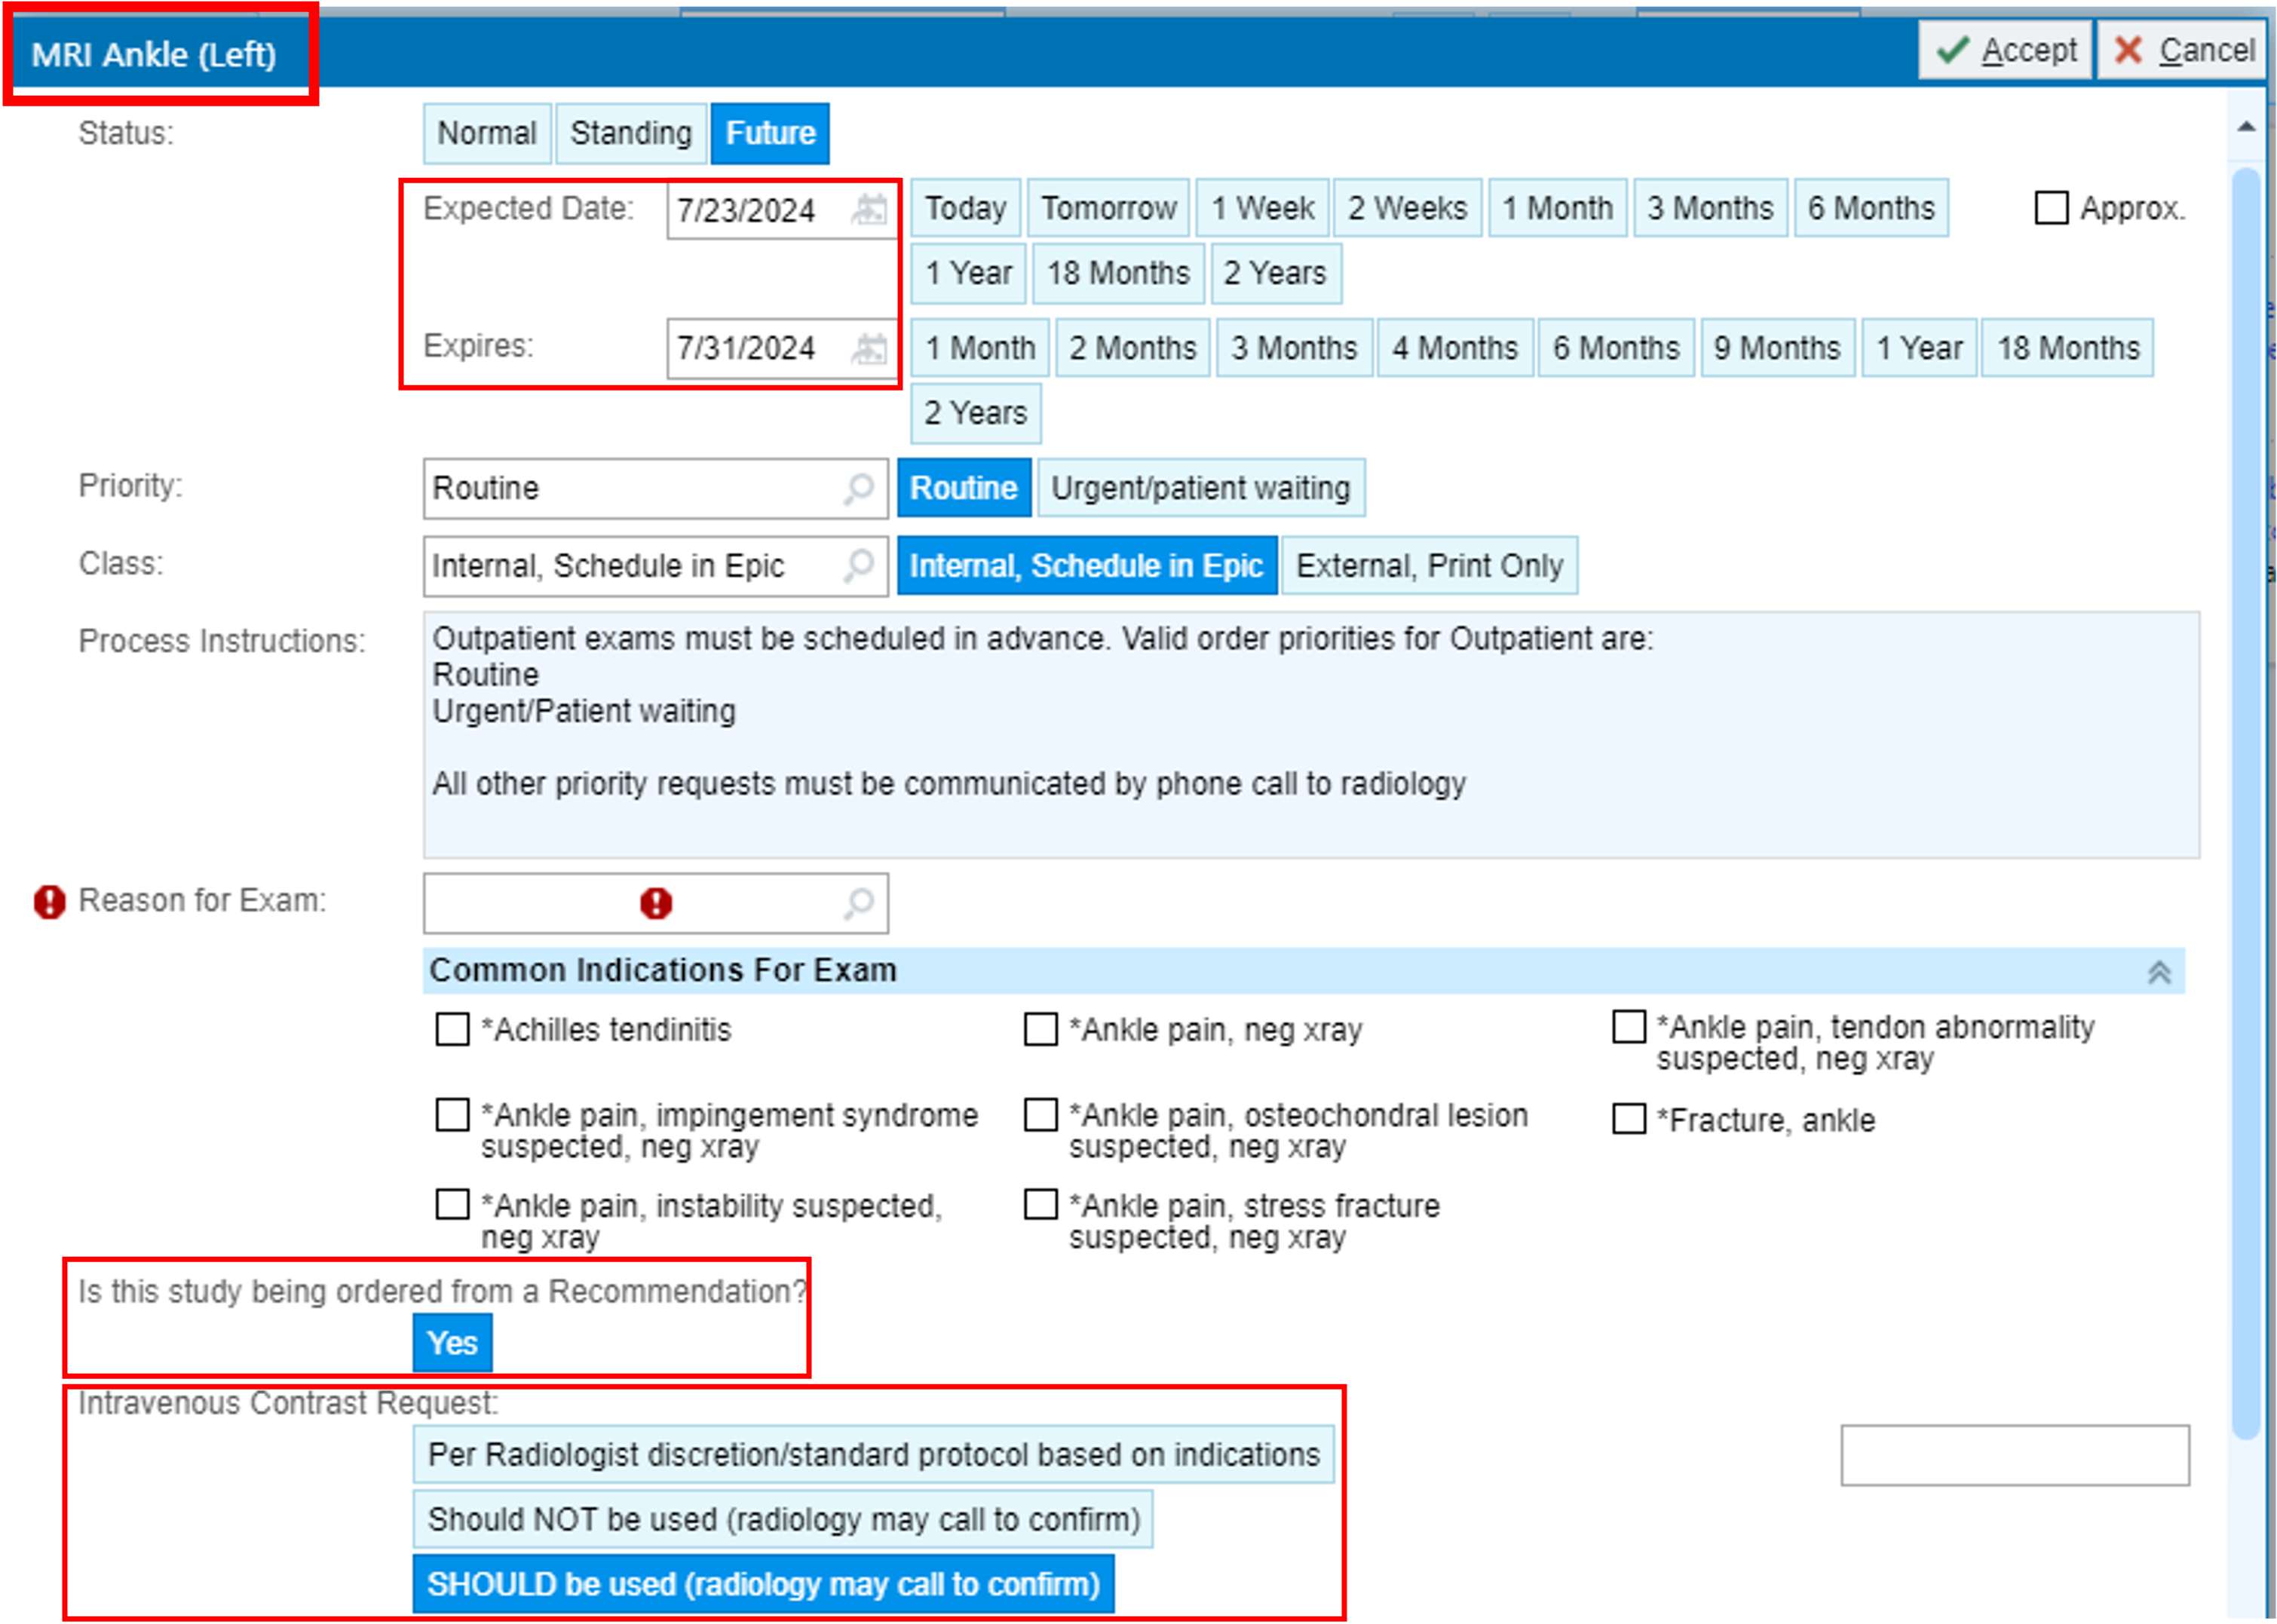 MRI Ankle (Left)
Accept
Cancel
Status:
Normal Standing Future
Expected Date: 7/23/2024 Today Tomorrow 1 Week 2 Weeks 1 Month 3 Months 6 Months Approx.
1 Year 18 Months 2 Years
Expires: 7/31/2024 1 Month 2 Months 3 Months 4 Months 6 Months 9 Months 1 Year 18 Months
2 Years
Priority: Routine Routine Urgent/patient waiting
Class: Internal, Schedule in Epic Internal, Schedule in Epic External, Print Only
Process Instructions: Outpatient exams must be scheduled in advance. Valid order priorities for Outpatient are:
Routine
Urgent/Patient waiting
All other priority requests must be communicated by phone call to radiology
Reason for Exam:
Common Indications For Exam
*Achilles tendinitis
*Ankle pain, neg xray
*Ankle pain, tendon abnormality
suspected, neg xray
*Ankle pain, impingement syndrome
suspected, neg xray
*Ankle pain, osteochondral lesion
suspected, neg xray
*Fracture, ankle
*Ankle pain, instability suspected,
neg xray
*Ankle pain, stress fracture
suspected, neg xray
Is this study being ordered from a Recommendation?
Yes
Intravenous Contrast Request:
Per Radiologist discretion/standard protocol based on indications
Should NOT be used (radiology may call to confirm)
SHOULD be used (radiology may call to confirm)